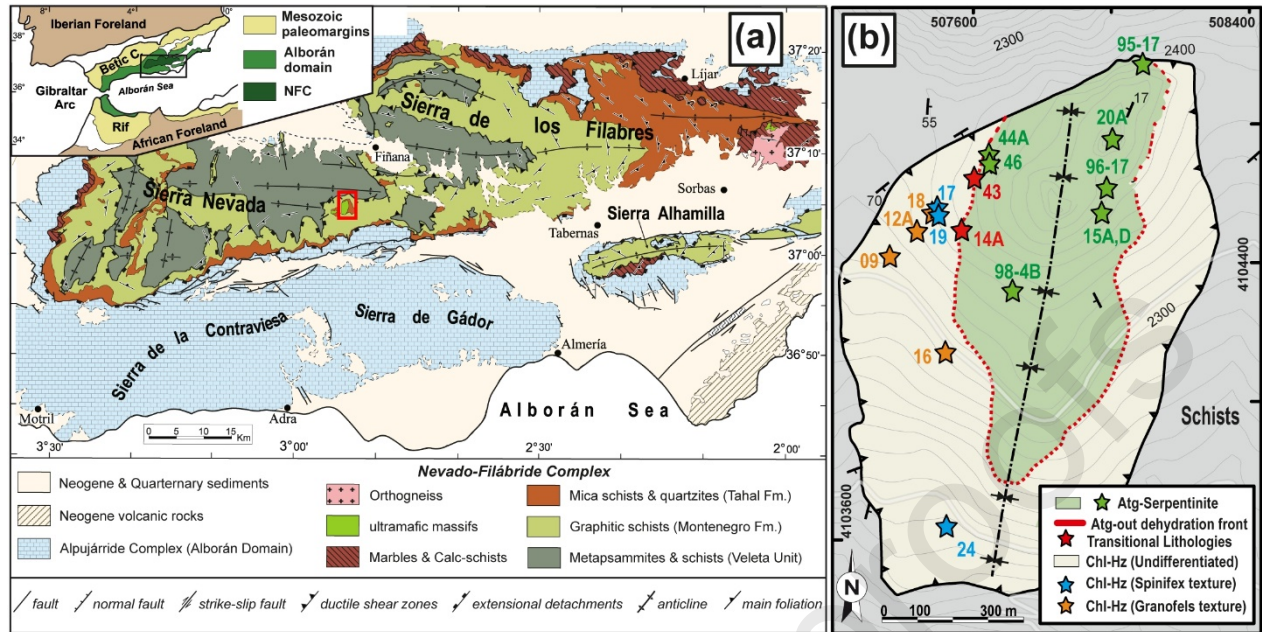 (a)
Iberian Foreland
8°
4°
0°
38°
36°
34°
Betic C.
Gibraltar
Arc
Alborán Sea
Rif
African Foreland
Mesozoic
paleomargins
Alborán
domain
NFC
37°20'
37°10'
37°00'
36°50'
Líjar
Sierra de los Filabres
Fiñana
Sierra Nevada
Sorbas
Sierra Alhamilla
Tabernas
Sierra de la Contraviesa
Sierra de Gádor
Almería
Motril
Adra
Alborán Sea
0 5 10 15
Km
3°30'
3°00'
2°30'
2°00'
Nevado-Filábride Complex
Neogene & Quaternary sediments
Neogene volcanic rocks
Alpujárride Complex (Alborán Domain)
Orthogneiss
ultramafic massifs
Marbles & Calc-schists
Mica schists & quartzites (Tahal Fm.)
Graphitic schists (Montenegro Fm.)
Metapsammites & schists (Veleta Unit)
fault
normal fault
strike-slip fault
ductile shear zones
extensional detachments
anticline
main foliation
(b)
507600
508400
2300
95-17
2400
17
55
20A
44A
46
96-17
43
70
18
17
12A
19
14A
15A,D
09
98-4B
4104400
2300
16
Schists
4103600
24
N
0 100 300 m
Atg-Serpentinite
Atg-out dehydration front
Transitional Lithologies
Chl-Hz (Undifferentiated)
Chl-Hz (Spinifex texture)
Chl-Hz (Granofels texture)